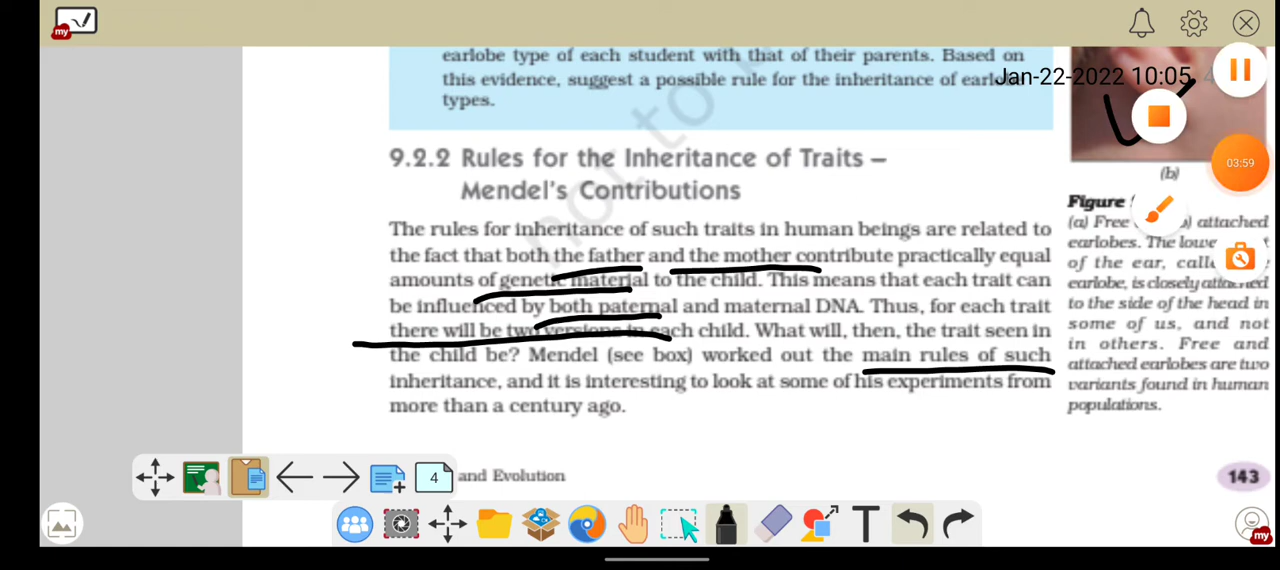 my
earlobe type of each student with that of their parents. Based on
this evidence, suggest a possible rule for the inheritance of earlobe
types.
Jan-22-2022 10:05
03:59
9.2.2 Rules for the Inheritance of Traits –
Mendel's Contributions
The rules for inheritance of such traits in human beings are related to
the fact that both the father and the mother contribute practically equal
amounts of genetic material to the child. This means that each trait can
be influenced by both paternal and maternal DNA. Thus, for each trait
there will be two versions in each child. What will, then, the trait seen in
the child be? Mendel (see box) worked out the main rules of such
inheritance, and it is interesting to look at some of his experiments from
more than a century ago.
(b)
Figure
(a) Free attached
earlobes. The lowe
of the ear, calle
earlobe, is closely attached
to the side of the head in
some of us, and not
in others. Free and
attached earlobes are two
variants found in human
populations.
4
and Evolution
143
T
my
not to